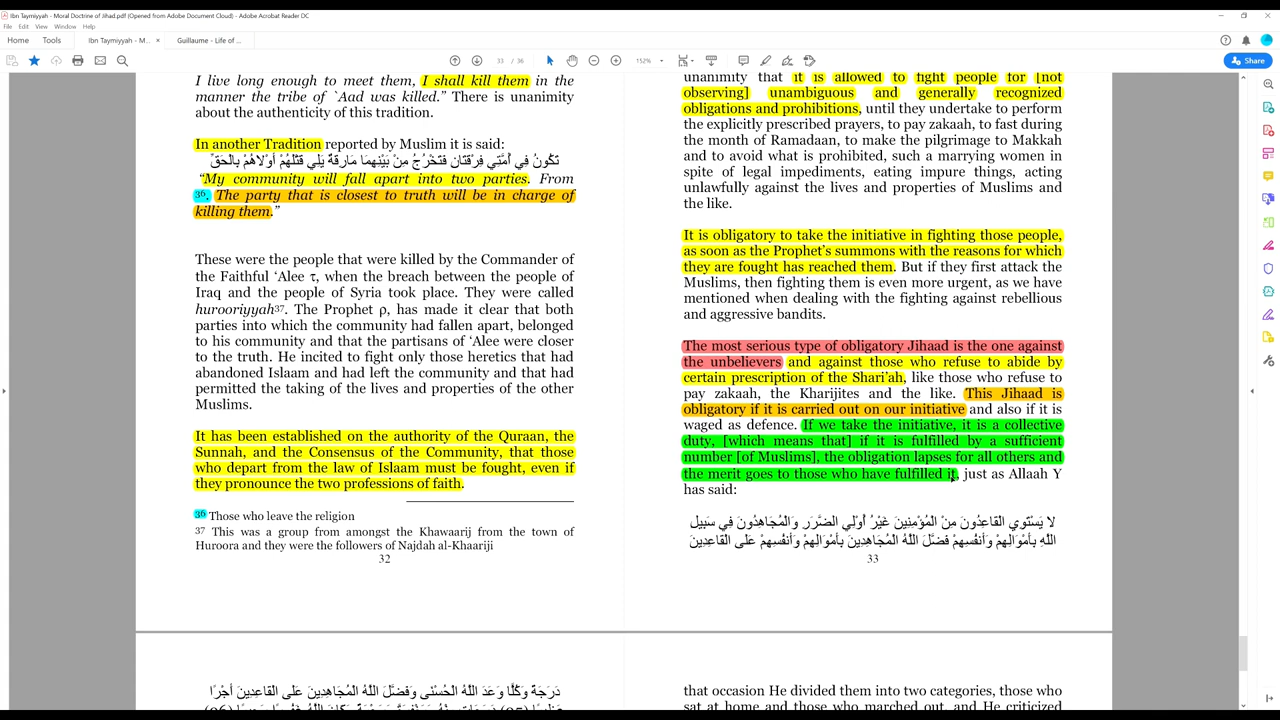 Ibn Taymiyyah - Moral Doctrine of Jihad.pdf (Opened from Adobe Document Cloud) - Adobe Acrobat Reader DC
File Edit View Window Help
Home Tools Ibn Taymiyyah - M... × Guillaume - Life of ...
33 / 36 152% Share
I live long enough to meet them, I shall kill them in the
manner the tribe of `Aad was killed.” There is unanimity
about the authenticity of this tradition.
In another Tradition reported by Muslim it is said:
تَكُونُ فِي أُمَّتِي فِرْقَتَانِ فَتَخْرُجُ مِنْ بَيْنِهِمَا مَارِقَةٌ يَلِي قَتْلَهُمْ أَوْلَاهُمْ بِالْحَقِّ
“My community will fall apart into two parties. From
36. The party that is closest to truth will be in charge of
killing them.”
These were the people that were killed by the Commander of
the Faithful ‘Alee τ, when the breach between the people of
Iraq and the people of Syria took place. They were called
hurooriyyah37. The Prophet ρ, has made it clear that both
parties into which the community had fallen apart, belonged
to his community and that the partisans of ‘Alee were closer
to the truth. He incited to fight only those heretics that had
abandoned Islaam and had left the community and that had
permitted the taking of the lives and properties of the other
Muslims.
It has been established on the authority of the Quraan, the
Sunnah, and the Consensus of the Community, that those
who depart from the law of Islaam must be fought, even if
they pronounce the two professions of faith.
36 Those who leave the religion
37 This was a group from amongst the Khawaarij from the town of
Huroora and they were the followers of Najdah al-Khaariji
32
unanimity that it is allowed to fight people for [not
observing] unambiguous and generally recognized
obligations and prohibitions, until they undertake to perform
the explicitly prescribed prayers, to pay zakaah, to fast during
the month of Ramadaan, to make the pilgrimage to Makkah
and to avoid what is prohibited, such a marrying women in
spite of legal impediments, eating impure things, acting
unlawfully against the lives and properties of Muslims and
the like.
It is obligatory to take the initiative in fighting those people,
as soon as the Prophet’s summons with the reasons for which
they are fought has reached them. But if they first attack the
Muslims, then fighting them is even more urgent, as we have
mentioned when dealing with the fighting against rebellious
and aggressive bandits.
The most serious type of obligatory Jihaad is the one against
the unbelievers and against those who refuse to abide by
certain prescription of the Shari’ah, like those who refuse to
pay zakaah, the Kharijites and the like. This Jihaad is
obligatory if it is carried out on our initiative and also if it is
waged as defence. If we take the initiative, it is a collective
duty, [which means that] if it is fulfilled by a sufficient
number [of Muslims], the obligation lapses for all others and
the merit goes to those who have fulfilled it, just as Allaah Y
has said:
لا يَسْتَوِي الْقَاعِدُونَ مِنْ الْمُؤْمِنِينَ غَيْرُ أُوْلِي الضَّرَرِ وَالْمُجَاهِدُونَ فِي سَبِيلِ
اللَّهِ بِأَمْوَالِهِمْ وَأَنفُسِهِمْ فَضَّلَ اللَّهُ الْمُجَاهِدِينَ بِأَمْوَالِهِمْ وَأَنفُسِهِمْ عَلَى الْقَاعِدِينَ
33
دَرَجَةً وَكُلًّا وَعَدَ اللَّهُ الْحُسْنَى وَفَضَّلَ اللَّهُ الْمُجَاهِدِينَ عَلَى الْقَاعِدِينَ أَجْرًا
that occasion He divided them into two categories, those who
sat at home and those who marched out, and He criticized